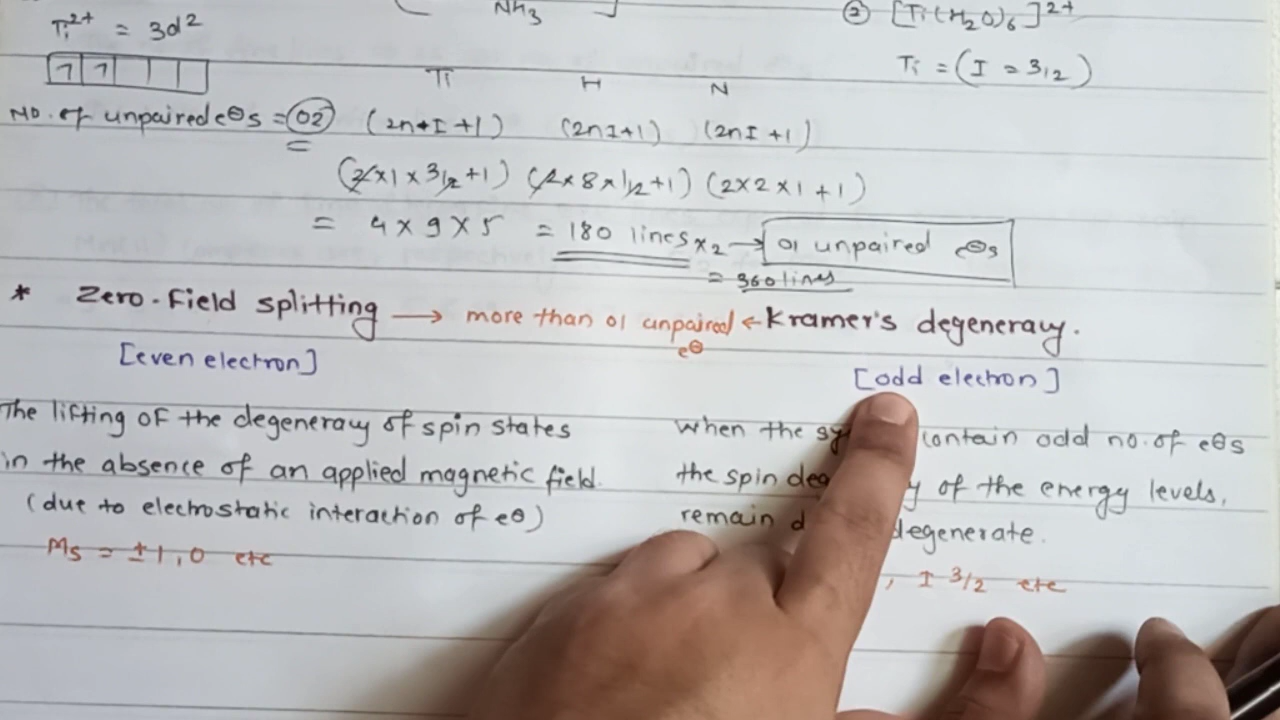 NH3
② [Ti(H2O)6]2+
Ti2+ = 3d2
Ti = (I = 3/2)
Ti H N
No. of unpaired e⊖s = 02 (2n*I+1) (2nI+1) (2nI+1)
(2×1×3/2+1) (2×8×1/2+1) (2×2×1+1)
= 4×9×5 = 180 lines ×2 → 01 unpaired e⊖s
= 360 lines
* Zero-Field splitting → more than 01 unpaired e⊖ ← Kramer's degeneracy.
[even electron]
[odd electron]
The lifting of the degeneracy of spin states
in the absence of an applied magnetic field.
(due to electrostatic interaction of e⊖)
Ms = ±1,0 etc
When the contain odd no. of e⊖s
the spin of the energy levels,
remain degenerate.
, ± 3/2 etc